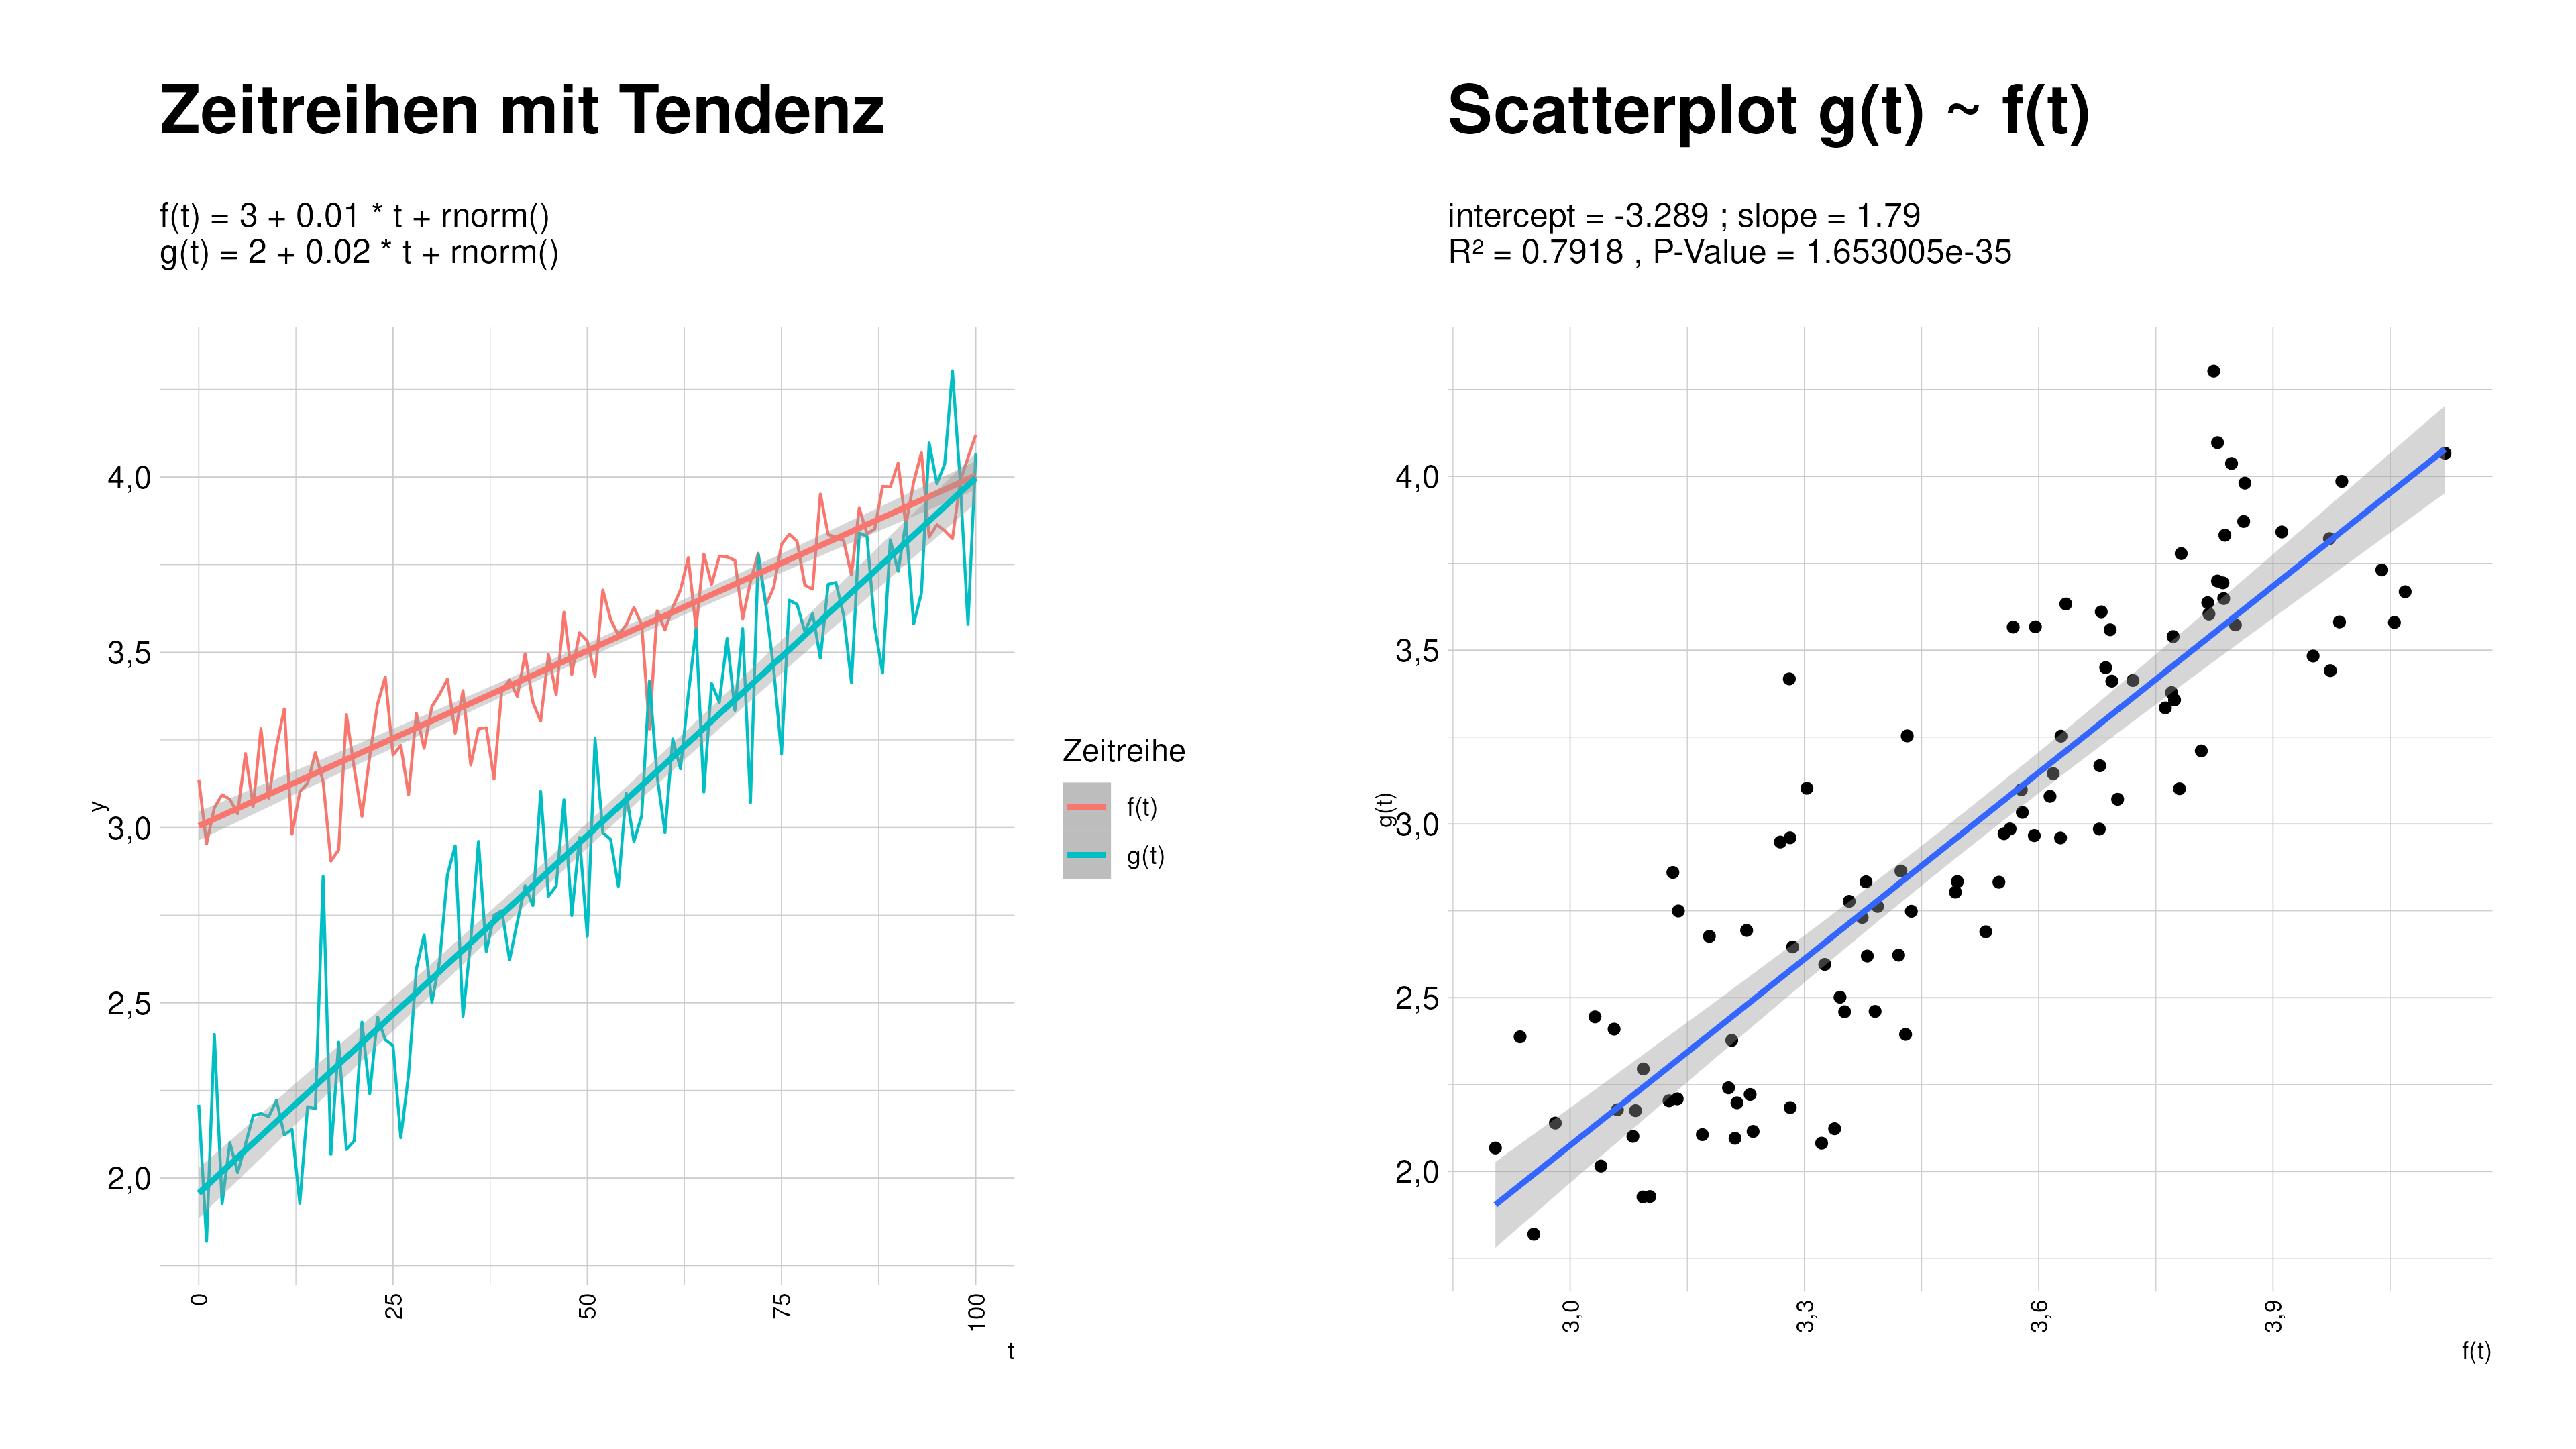 Zeitreihen mit Tendenz
f(t) = 3 + 0.01 * t + rnorm()
g(t) = 2 + 0.02 * t + rnorm()
y
4,0
3,5
3,0
2,5
2,0
0
25
50
75
100
t
Zeitreihe
f(t)
g(t)
Scatterplot g(t) ~ f(t)
intercept = -3.289 ; slope = 1.79
R² = 0.7918 , P-Value = 1.653005e-35
g(t)
4,0
3,5
3,0
2,5
2,0
3,0
3,3
3,6
3,9
f(t)